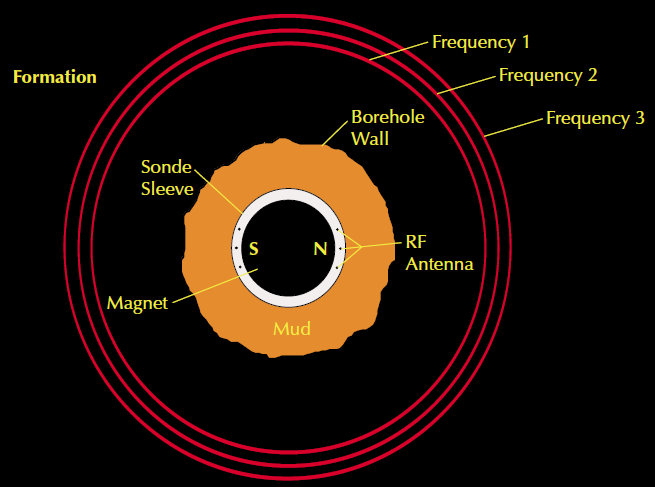 Frequency 1
Formation
Frequency 2
Borehole
Wall
Frequency 3
Sonde
Sleeve
S
N
RF
Antenna
Magnet
Mud